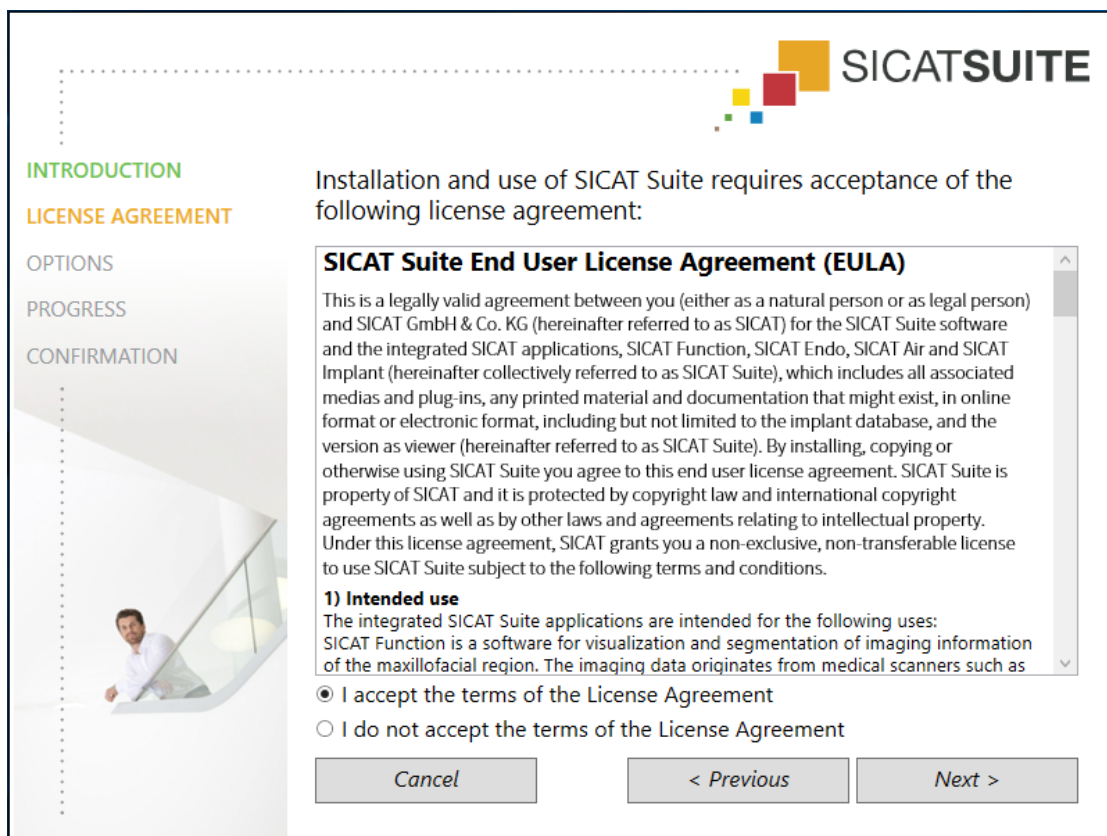 SICATSUITE
INTRODUCTION
LICENSE AGREEMENT
OPTIONS
PROGRESS
CONFIRMATION
Installation and use of SICAT Suite requires acceptance of the
following license agreement:
SICAT Suite End User License Agreement (EULA)
This is a legally valid agreement between you (either as a natural person or as legal person)
and SICAT GmbH & Co. KG (hereinafter referred to as SICAT) for the SICAT Suite software
and the integrated SICAT applications, SICAT Function, SICAT Endo, SICAT Air and SICAT
Implant (hereinafter collectively referred to as SICAT Suite), which includes all associated
medias and plug-ins, any printed material and documentation that might exist, in online
format or electronic format, including but not limited to the implant database, and the
version as viewer (hereinafter referred to as SICAT Suite). By installing, copying or
otherwise using SICAT Suite you agree to this end user license agreement. SICAT Suite is
property of SICAT and it is protected by copyright law and international copyright
agreements as well as by other laws and agreements relating to intellectual property.
Under this license agreement, SICAT grants you a non-exclusive, non-transferable license
to use SICAT Suite subject to the following terms and conditions.
1) Intended use
The integrated SICAT Suite applications are intended for the following uses:
SICAT Function is a software for visualization and segmentation of imaging information
of the maxillofacial region. The imaging data originates from medical scanners such as
I accept the terms of the License Agreement
I do not accept the terms of the License Agreement
Cancel
< Previous
Next >